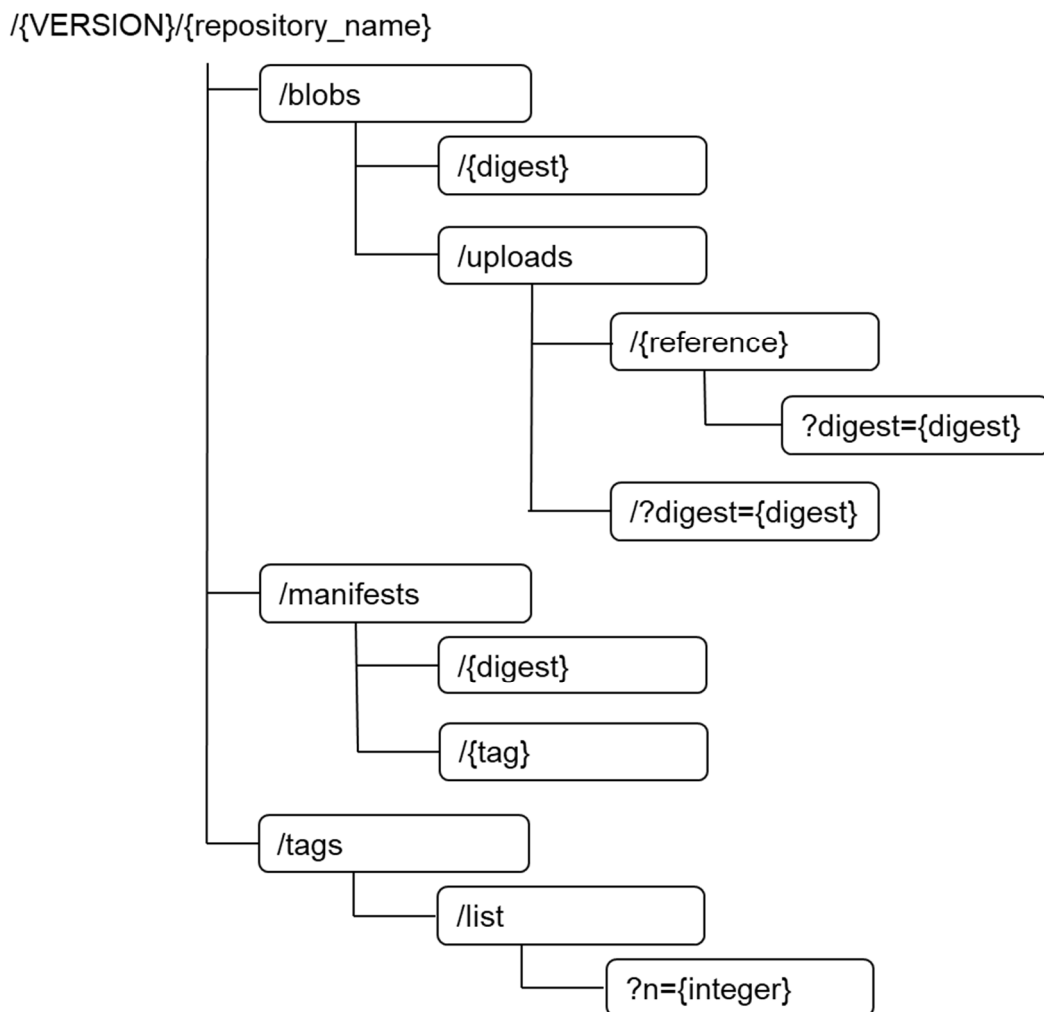 /{VERSION}/{repository_name}
/blobs
/{digest}
/uploads
/{reference}
?digest={digest}
/?digest={digest}
/manifests
/{digest}
/{tag}
/tags
/list
?n={integer}